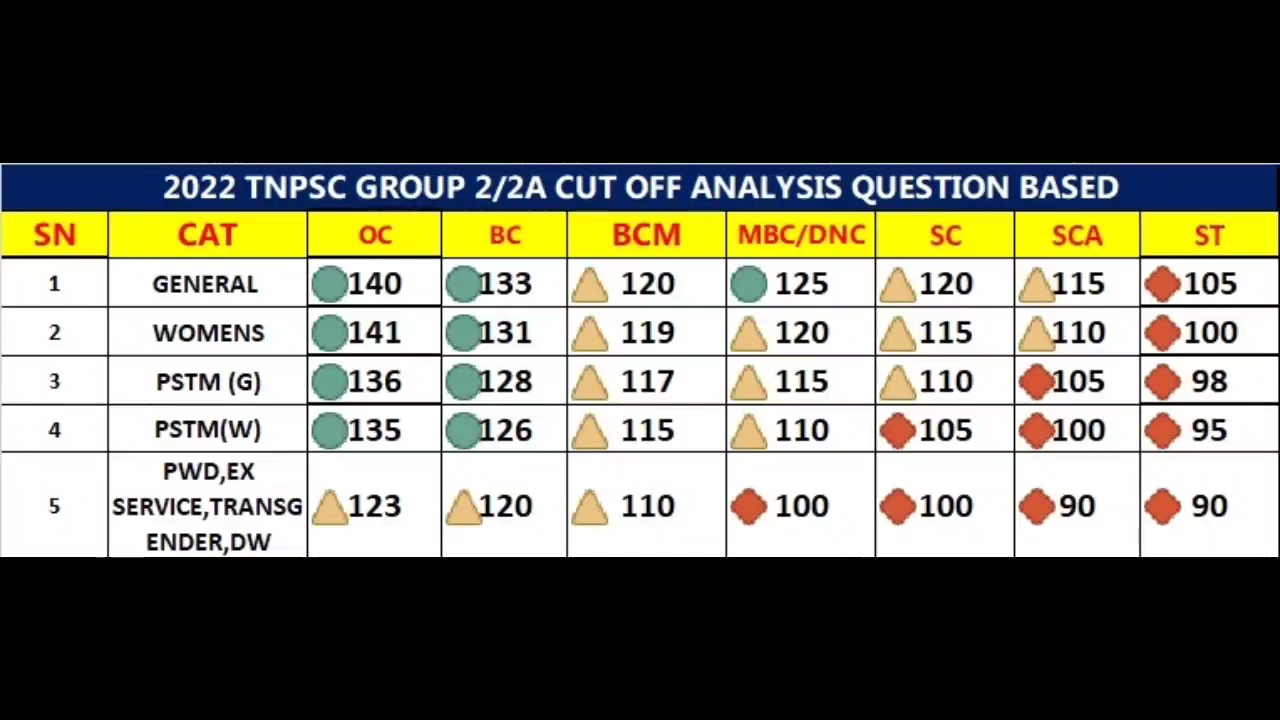 2022 TNPSC GROUP 2/2A CUT OFF ANALYSIS QUESTION BASED
SN CAT OC BC BCM MBC/DNC SC SCA ST
1 GENERAL 140 133 120 125 120 115 105
2 WOMENS 141 131 119 120 115 110 100
3 PSTM (G) 136 128 117 115 110 105 98
4 PSTM(W) 135 126 115 110 105 100 95
PWD,EX
5 SERVICE,TRANSG 123 120 110 100 100 90 90
ENDER,DW